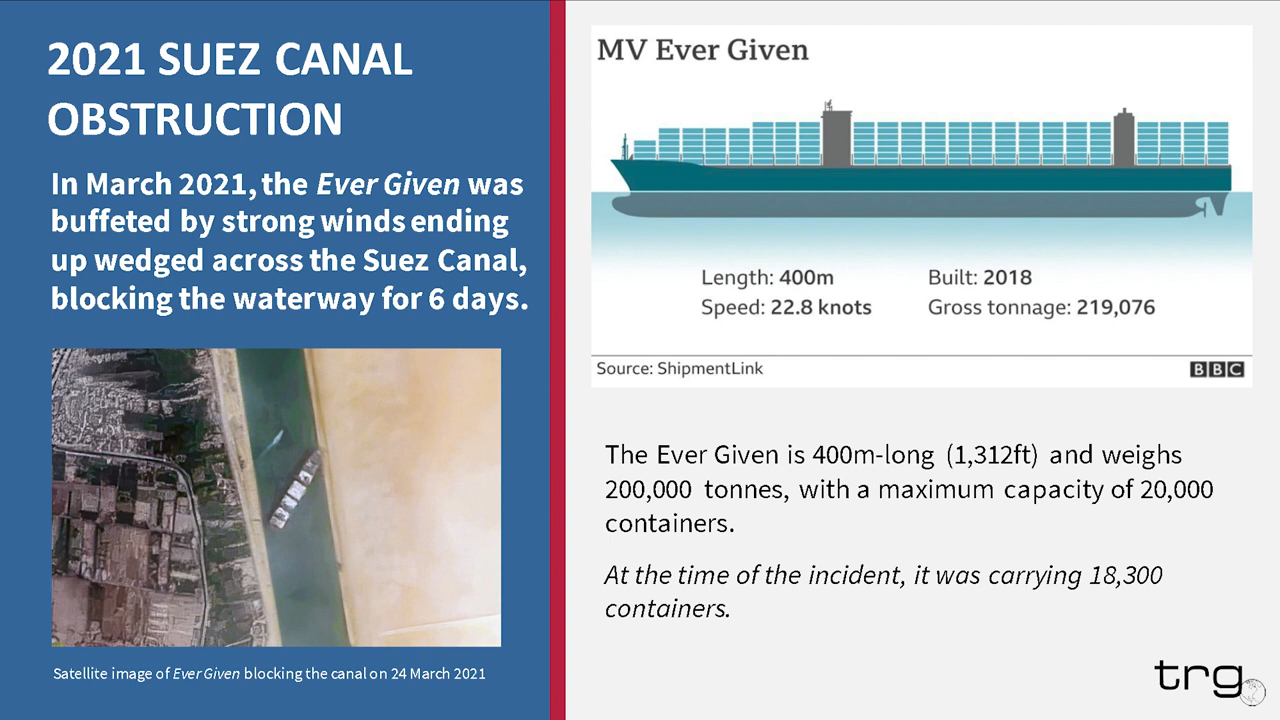 2021 SUEZ CANAL
OBSTRUCTION
In March 2021, the Ever Given was
buffeted by strong winds ending
up wedged across the Suez Canal,
blocking the waterway for 6 days.
Satellite image of Ever Given blocking the canal on 24 March 2021
MV Ever Given
Length: 400m
Built: 2018
Speed: 22.8 knots
Gross tonnage: 219,076
Source: ShipmentLink
BBC
The Ever Given is 400m-long (1,312ft) and weighs
200,000 tonnes, with a maximum capacity of 20,000
containers.
At the time of the incident, it was carrying 18,300
containers.
trg